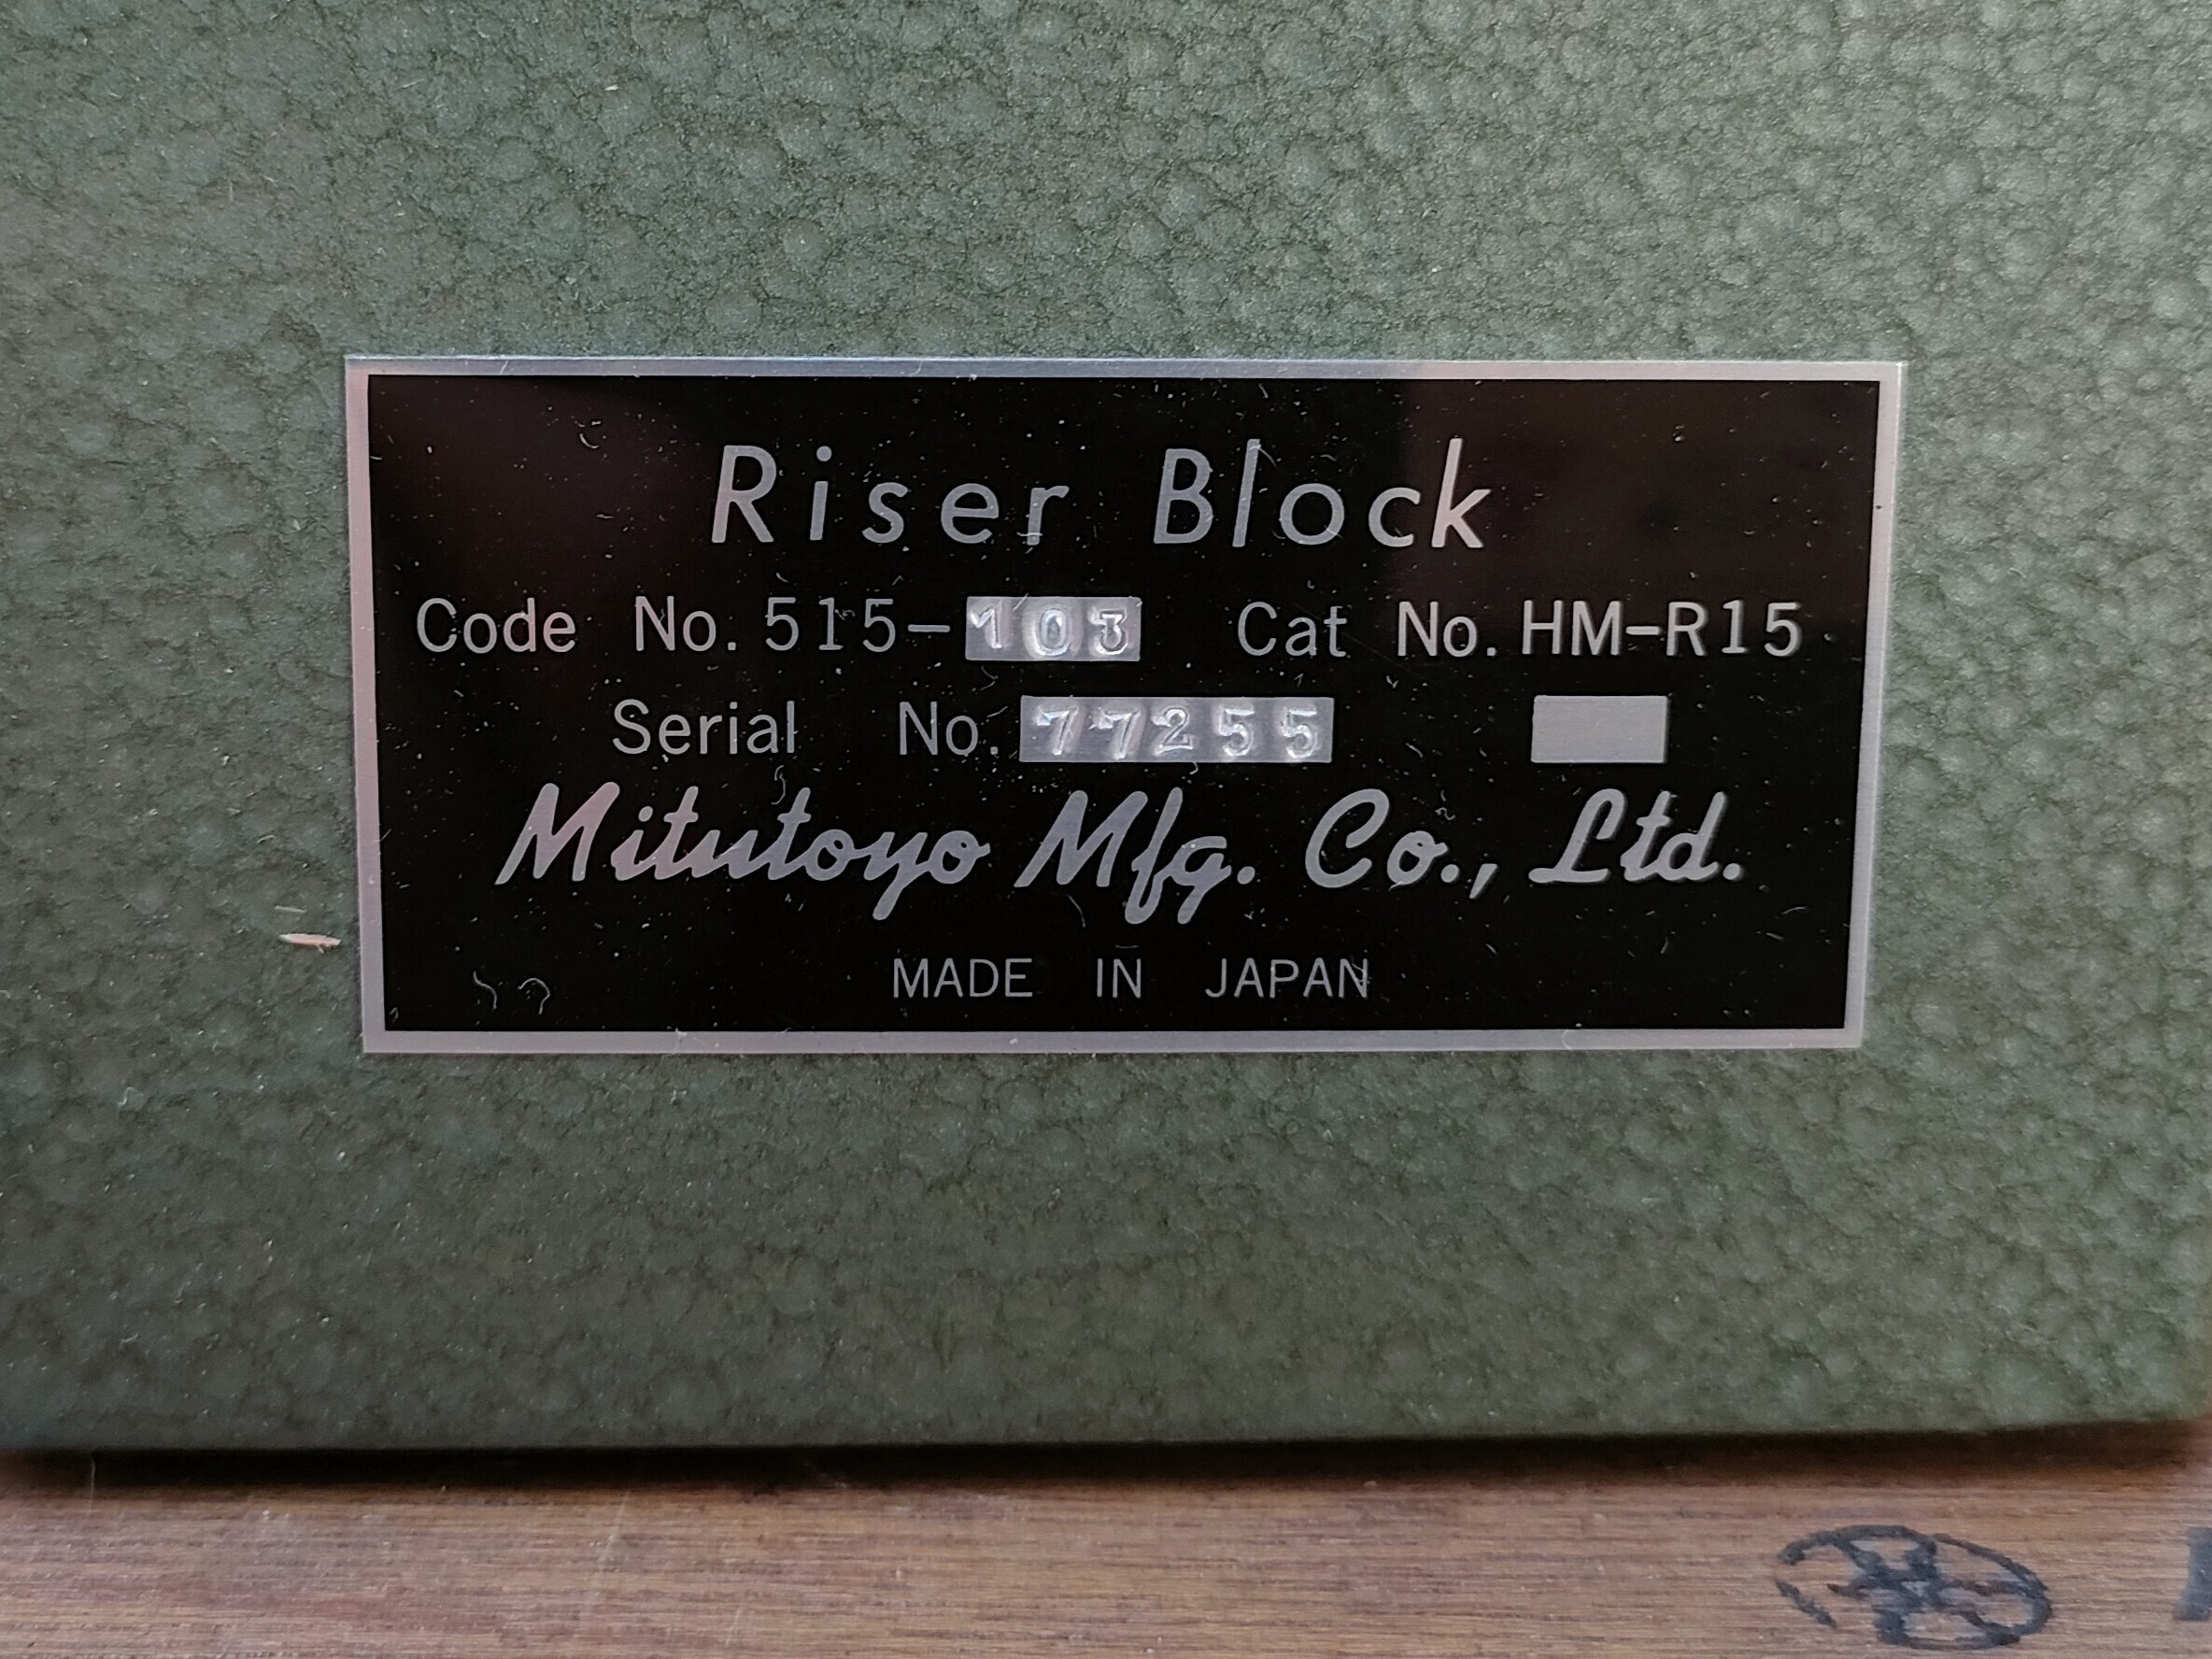 Riser Block
Code No. 515-103 Cat No. HM-R15
Serial No. 77255
Mitutoyo Mfg. Co., Ltd.
MADE IN JAPAN